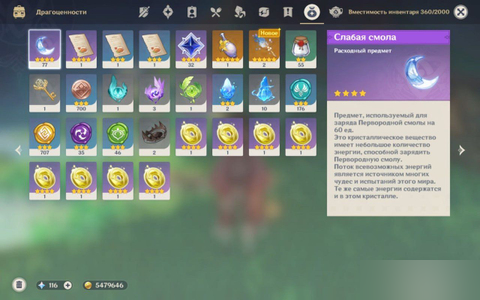 Драгоценности
Вместимость инвентаря 360/2000
Слабая смола
Расходный предмет
Предмет, используемый для
заряда Первородной смолы на
60 ед.
Это кристаллическое вещество
имеет небольшое количество
энергии, способной зарядить
Первородную смолу.
Поток всевозможных энергий
является источником многих
чудес и испытаний этого мира.
Те же самые энергии содержатся
и в этом кристалле.
Новое
77 1 1 1 32 1 2 55
1 700 1 3 1 2 10 176
707 35 46 2 1 1 1 1
1 1 1 1
116 5479646